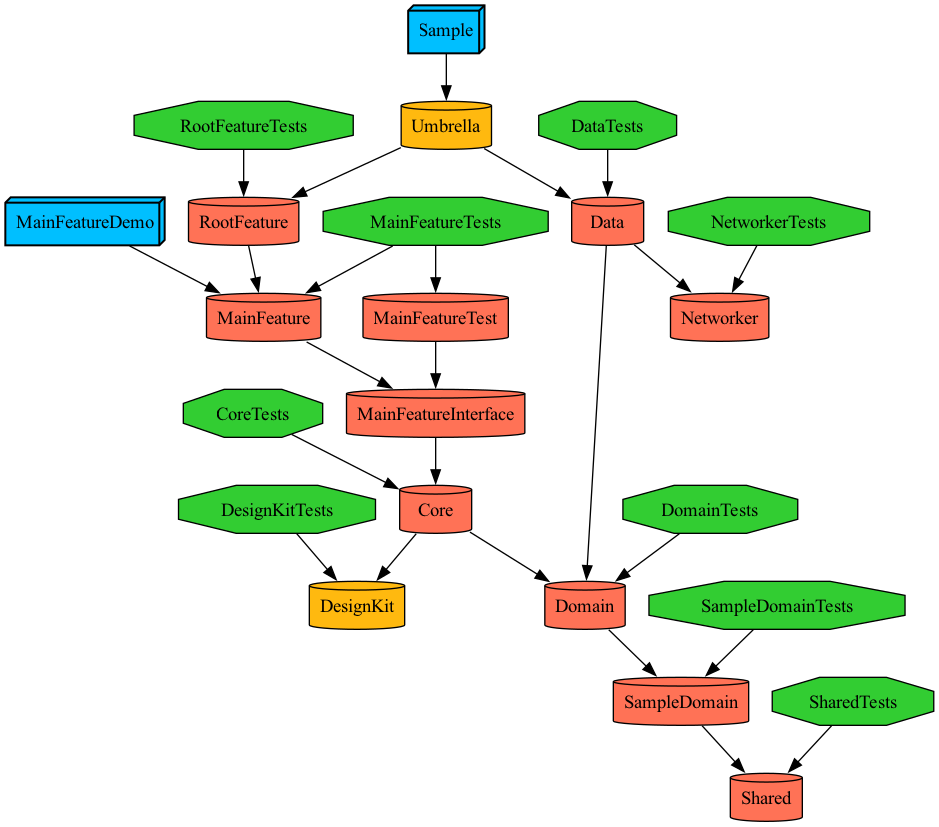 Sample
RootFeatureTests
Umbrella
DataTests
MainFeatureDemo
RootFeature
MainFeatureTests
Data
NetworkerTests
MainFeature
MainFeatureTest
Networker
CoreTests
MainFeatureInterface
DesignKitTests
Core
DomainTests
DesignKit
Domain
SampleDomainTests
SampleDomain
SharedTests
Shared